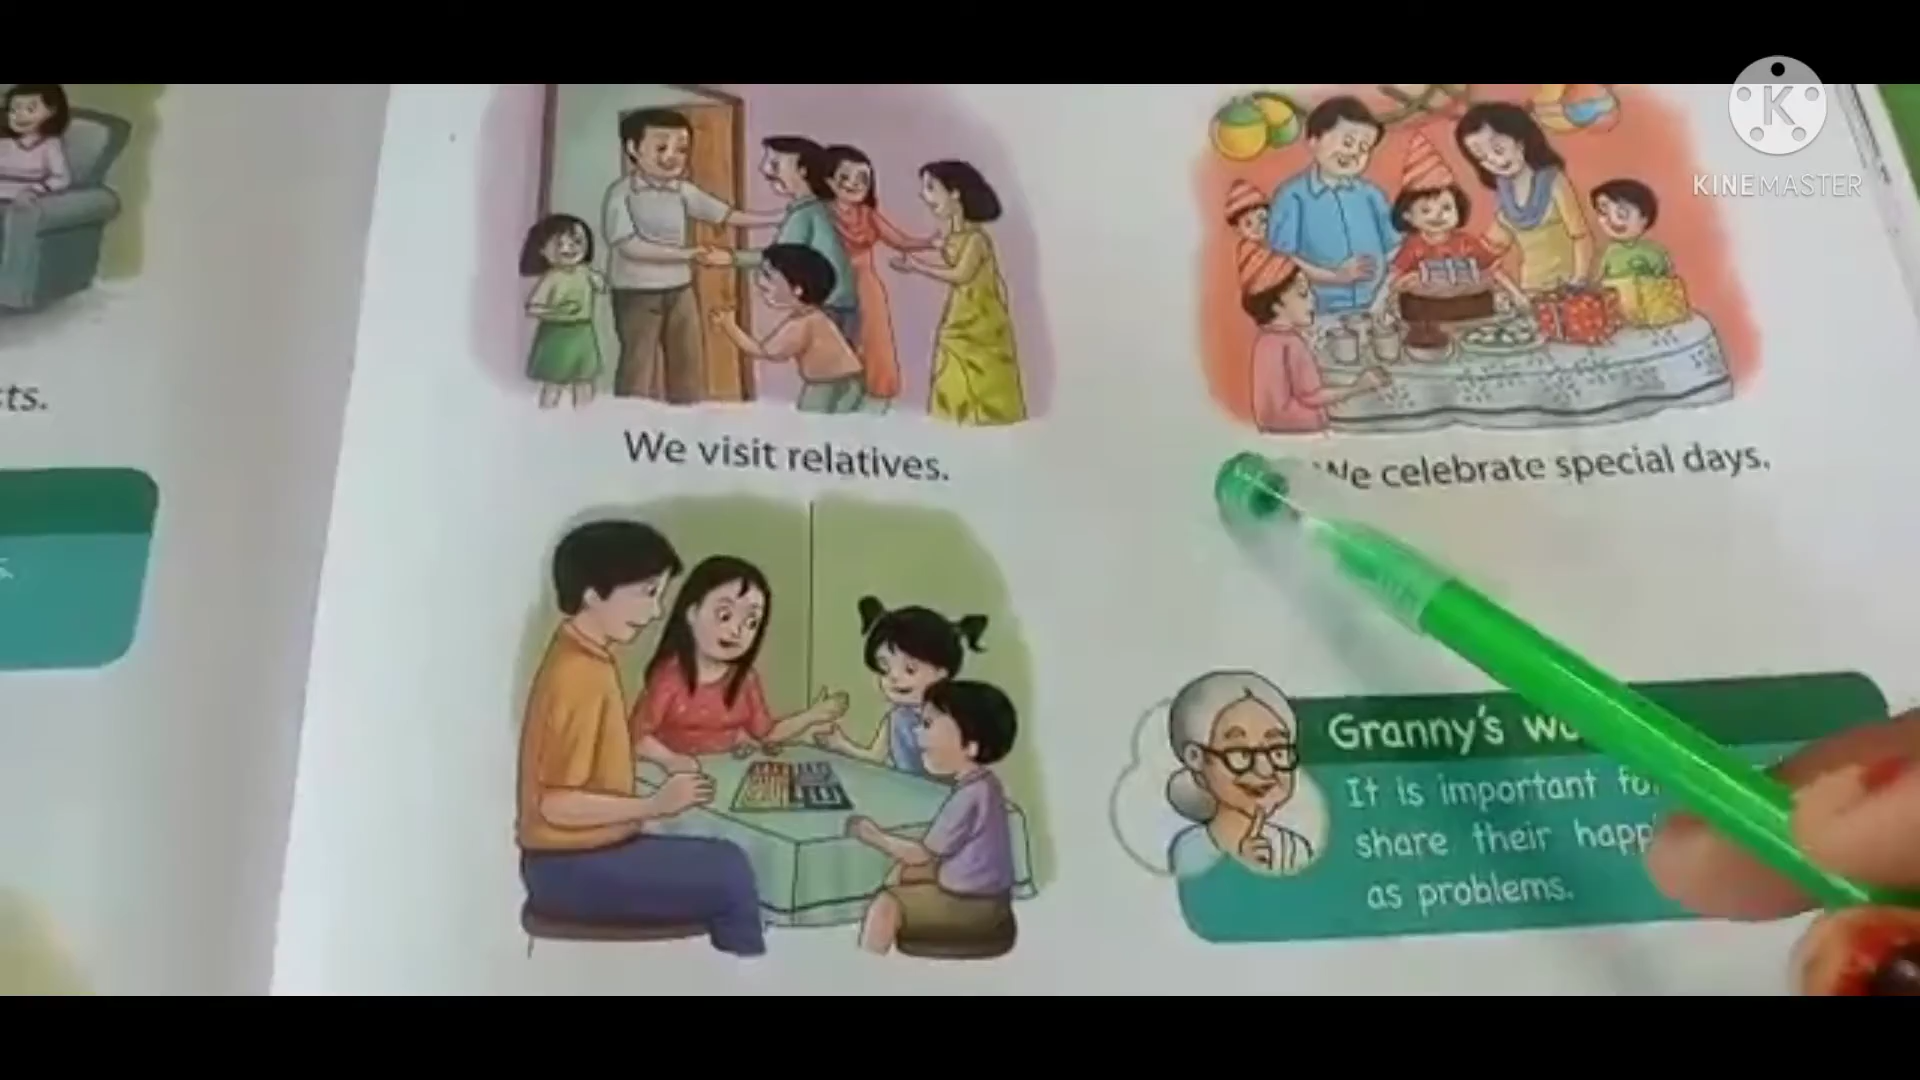 KINEMASTER
ts.
We visit relatives.
We celebrate special days.
Granny's
It is important
share their
as problems.